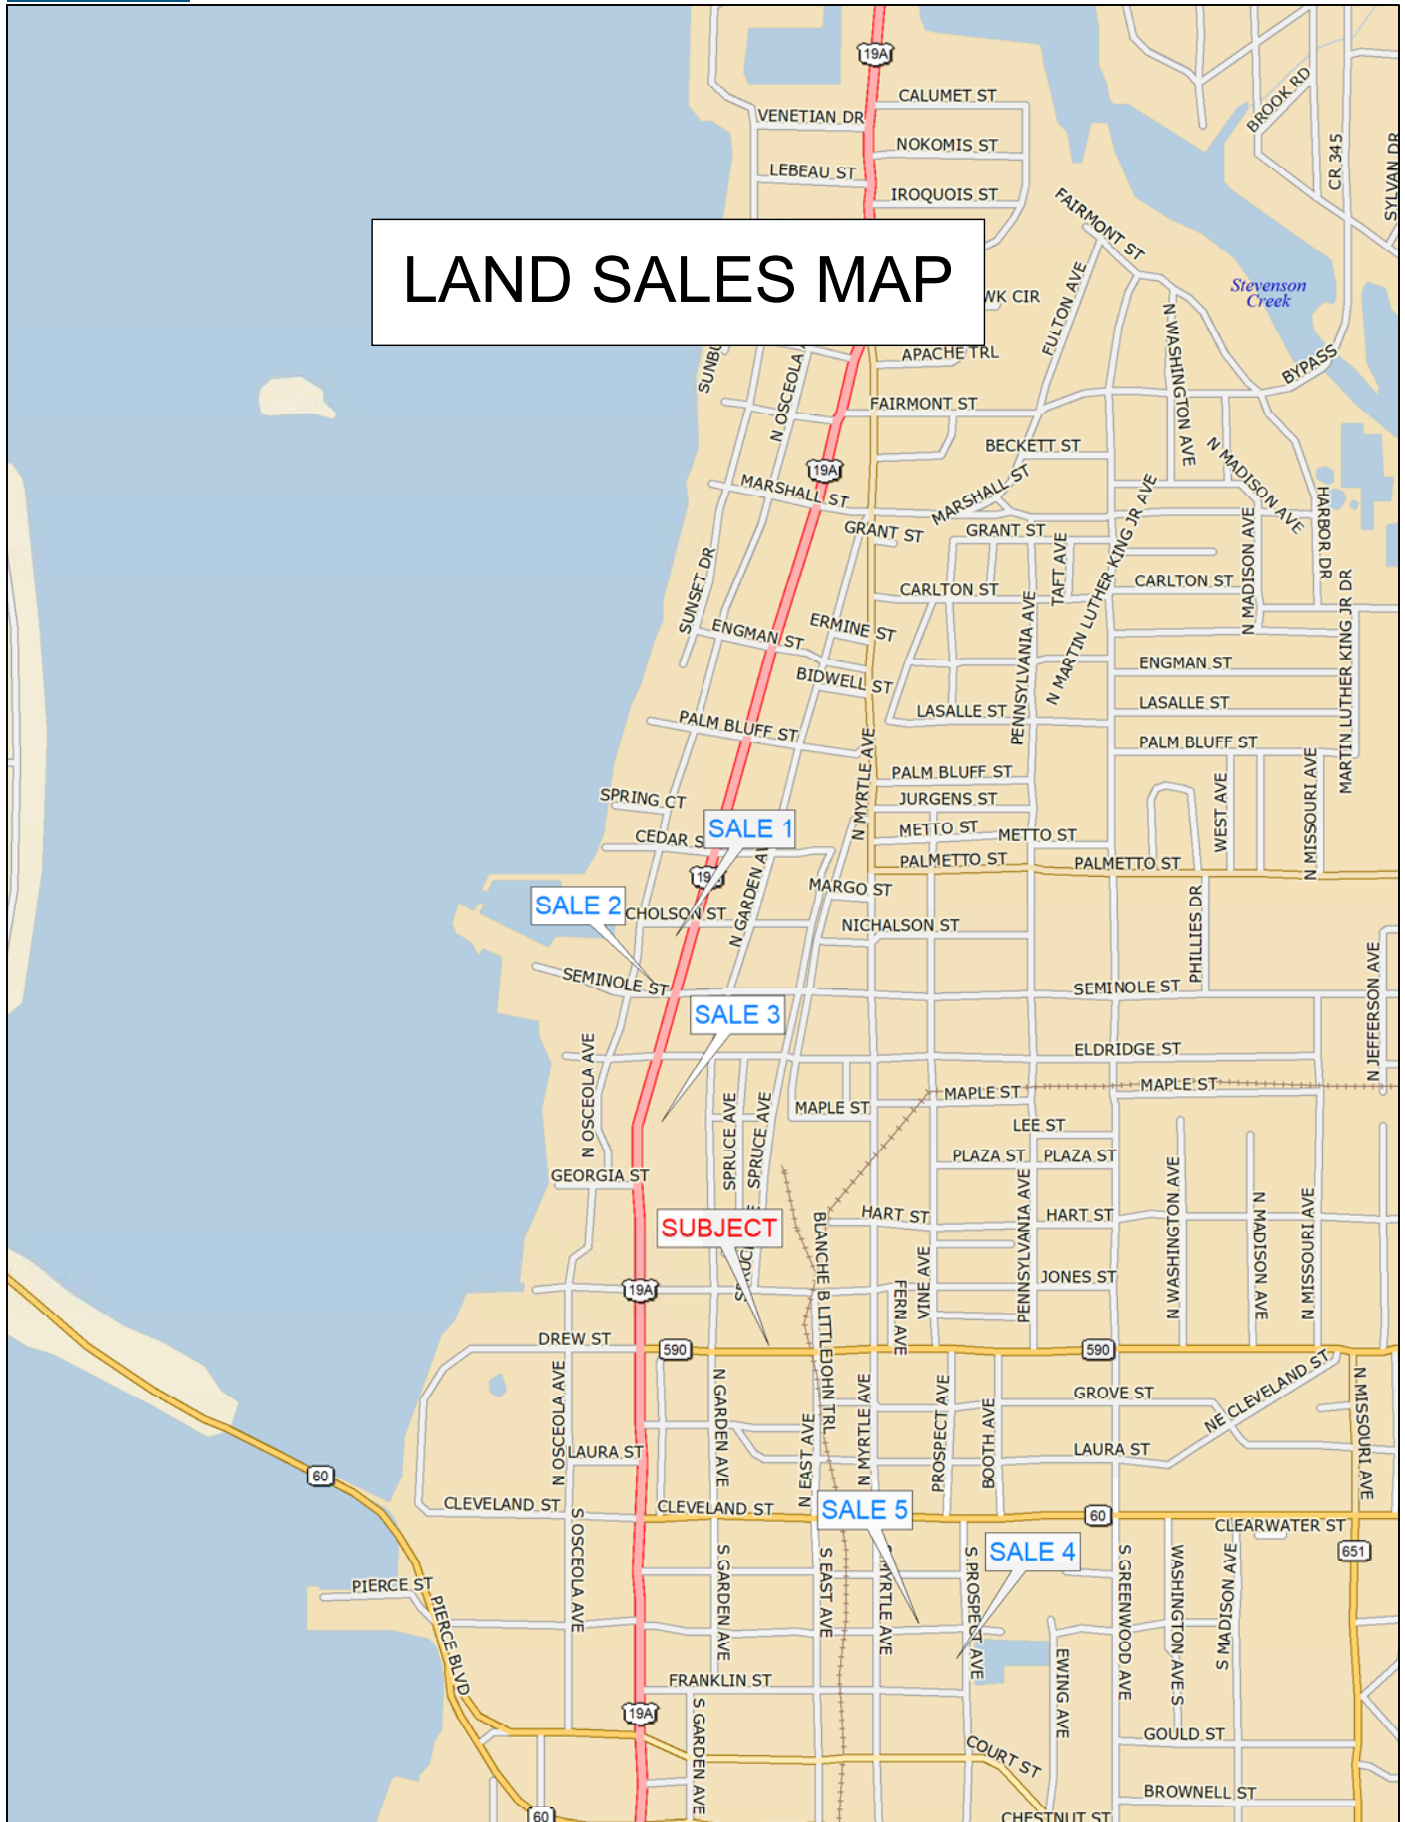 19A
CALUMET ST
VENETIAN DR
NOKOMIS ST
LEBEAU ST
IROQUOIS ST
BROOK RD
CR 345
SYLVAN DR
FAIRMONT ST
LAND SALES MAP
WK CIR
Stevenson
Creek
FULTON AVE
N WASHINGTON AVE
SUNBU
N OSCEOLA A
APACHE TRL
BYPASS
FAIRMONT ST
BECKETT ST
N MADISON AVE
19A
MARSHALL ST
MARSHALL ST
HARBOR DR
GRANT ST
GRANT ST
N MARTIN LUTHER KING JR AVE
N MADISON AVE
TAFT AVE
SUNSET DR
CARLTON ST
CARLTON ST
MARTIN LUTHER KING JR DR
PENNSYLVANIA AVE
ERMINE ST
ENGMAN ST
ENGMAN ST
BIDWELL ST
LASALLE ST
LASALLE ST
PALM BLUFF ST
PALM BLUFF ST
N MYRTLE AVE
PALM BLUFF ST
N MISSOURI AVE
WEST AVE
SPRING CT
JURGENS ST
SALE 1
METTO ST
METTO ST
CEDAR S
PALMETTO ST
PALMETTO ST
19A
N GARDEN AV
MARGO ST
PHILLIES DR
SALE 2
CHOLSON ST
NICHALSON ST
N JEFFERSON AVE
SEMINOLE ST
SEMINOLE ST
SALE 3
N OSCEOLA AVE
ELDRIDGE ST
MAPLE ST
MAPLE ST
MAPLE ST
SPRUCE AVE
SPRUCE AVE
LEE ST
PLAZA ST
PLAZA ST
GEORGIA ST
PENNSYLVANIA AVE
N WASHINGTON AVE
N MADISON AVE
N MISSOURI AVE
HART ST
HART ST
SUBJECT
BLANCHE B LITTLEJOHN TRL
VINE AVE
FERN AVE
JONES ST
19A
DREW ST
590
590
N OSCEOLA AVE
N GARDEN AVE
N MYRTLE AVE
PROSPECT AVE
BOOTH AVE
GROVE ST
NE CLEVELAND ST
N MISSOURI AVE
N EAST AVE
LAURA ST
LAURA ST
60
CLEVELAND ST
CLEVELAND ST
SALE 5
60
CLEARWATER ST
651
S OSCEOLA AVE
S GARDEN AVE
S EAST AVE
MYRTLE AVE
S PROSPECT AVE
SALE 4
S GREENWOOD AVE
WASHINGTON AVE S
S MADISON AVE
PIERCE ST
PIERCE BLVD
EWING AVE
FRANKLIN ST
19A
S GARDEN AVE
GOULD ST
COURT ST
BROWNELL ST
60
CHESTNUT ST